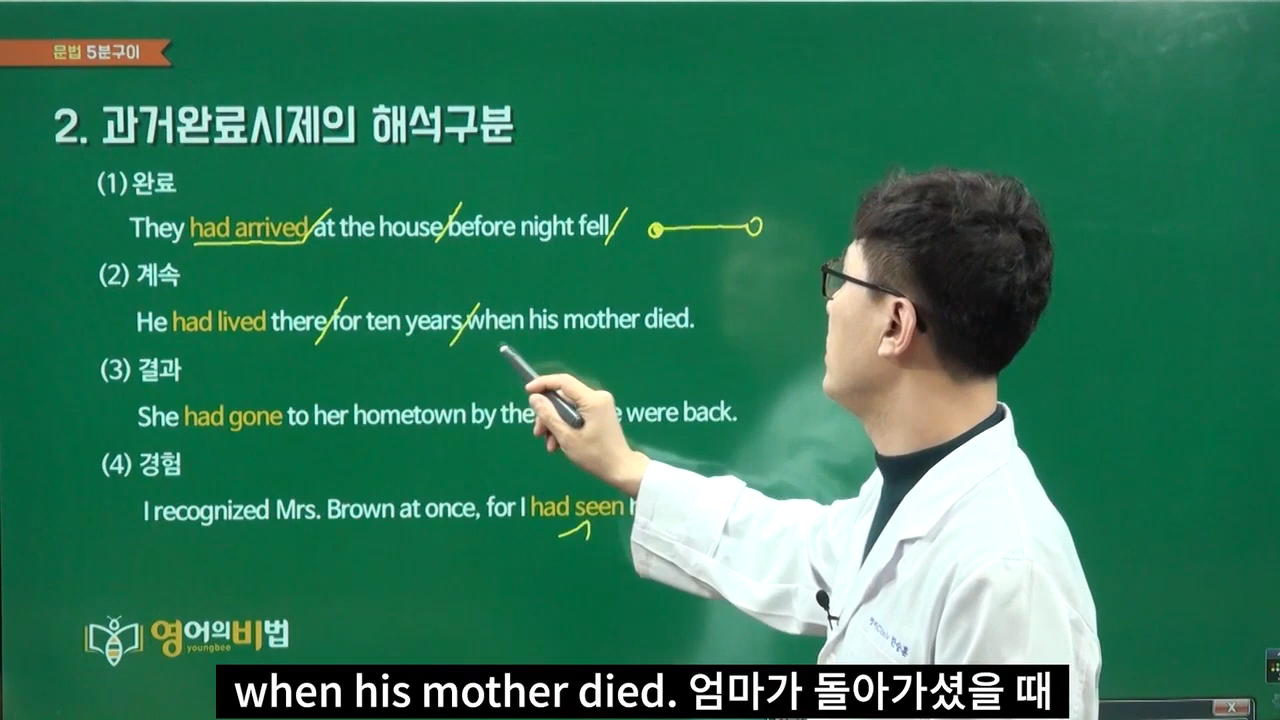 문법 5분구이
2. 과거완료시제의 해석구분
(1) 완료
They had arrived at the house before night fell
(2) 계속
He had lived there for ten years when his mother died.
(3) 결과
She had gone to her hometown by the were back.
(4) 경험
I recognized Mrs. Brown at once, for I had seen
영어의비법
youngbee
when his mother died. 엄마가 돌아가셨을 때
X